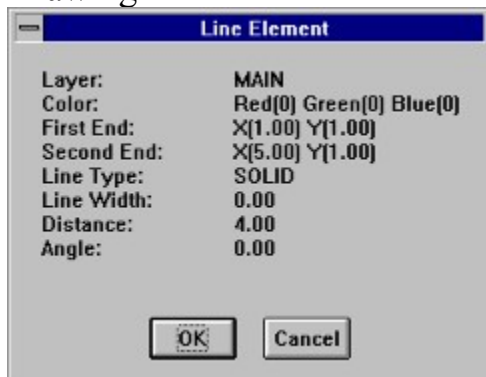 Line Element
Layer: MAIN
Color: Red(0) Green(0) Blue(0)
First End: X(1.00) Y(1.00)
Second End: X(5.00) Y(1.00)
Line Type: SOLID
Line Width: 0.00
Distance: 4.00
Angle: 0.00
OK Cancel